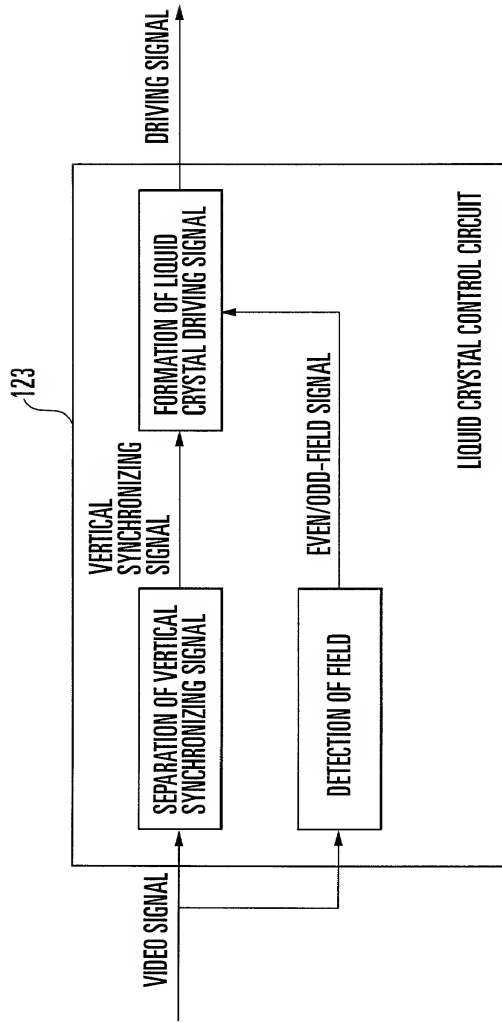 123
VIDEO SIGNAL
SEPARATION OF VERTICAL
SYNCHRONIZING SIGNAL
VERTICAL
SYNCHRONIZING
SIGNAL
FORMATION OF LIQUID
CRYSTAL DRIVING SIGNAL
DRIVING SIGNAL
DETECTION OF FIELD
EVEN/ODD-FIELD SIGNAL
LIQUID CRYSTAL CONTROL CIRCUIT